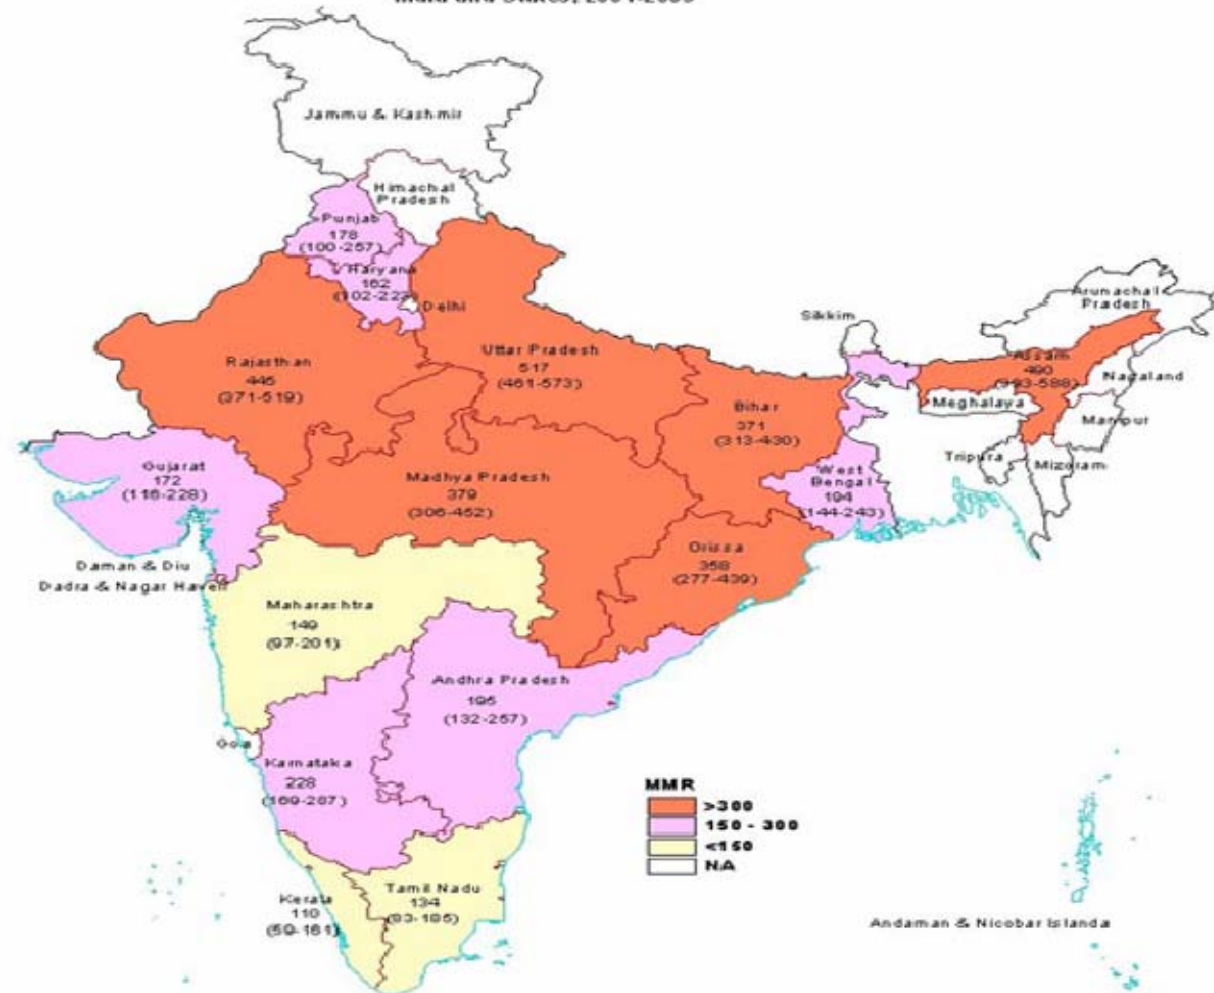 Jammu & Kashmir
Himachal
Pradesh
Punjab
178
(100-257)
Haryana
162
(102-222)
Delhi
Arunachal
Pradesh
Sikkim
Rajasthan
445
(371-519)
Uttar Pradesh
517
(461-573)
Assam
490
(393-588)
Nagaland
Meghalaya
Bihar
371
(313-430)
Manipur
Tripura
Mizoram
Gujarat
172
(116-228)
Madhya Pradesh
379
(306-452)
West
Bengal
194
(144-243)
Orissa
358
(277-439)
Daman & Diu
Dadra & Nagar Haveli
Maharashtra
149
(97-201)
Andhra Pradesh
195
(132-257)
Goa
Karnataka
228
(169-287)
MMR
>300
150 - 300
<150
NA
Tamil Nadu
134
(83-185)
Kerala
110
(59-161)
Andaman & Nicobar Islands